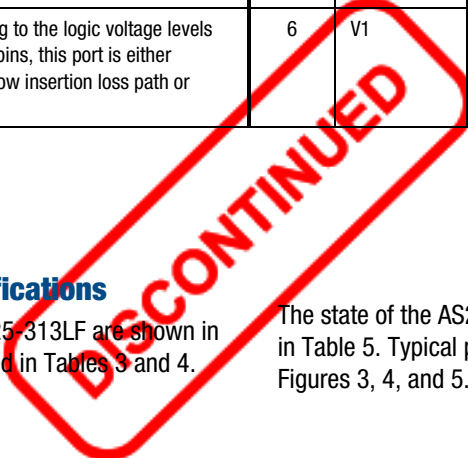 g to the logic voltage levels
pins, this port is either
ow insertion loss path or
6
V1
DISCONTINUED
fications
25-313LF are shown in
d in Tables 3 and 4.
The state of the AS2
in Table 5. Typical p
Figures 3, 4, and 5.